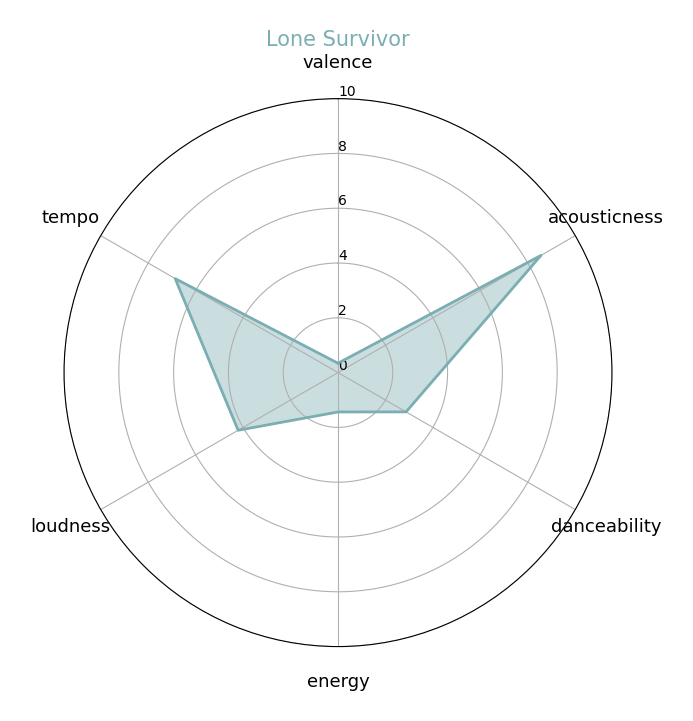 Lone Survivor
valence
10
8
tempo
acousticness
6
4
2
0
loudness
danceability
energy